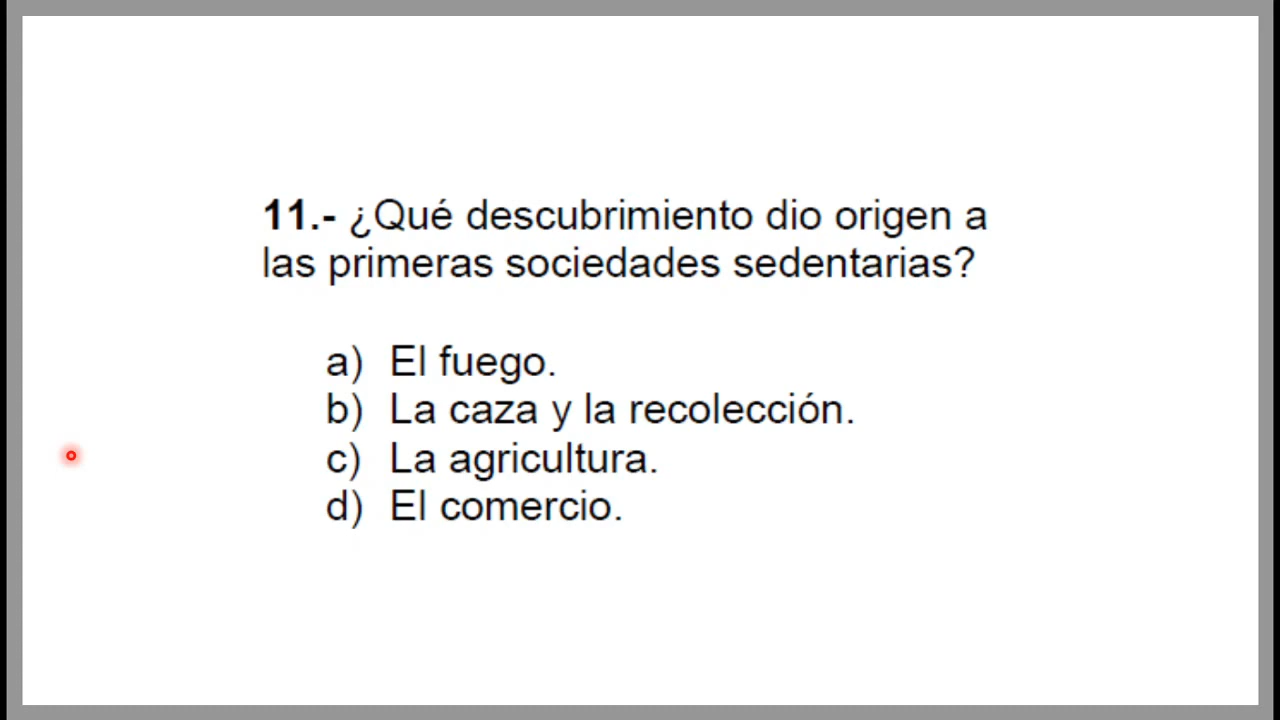 11.- ¿Qué descubrimiento dio origen a
las primeras sociedades sedentarias?
a) El fuego.
b) La caza y la recolección.
c) La agricultura.
d) El comercio.